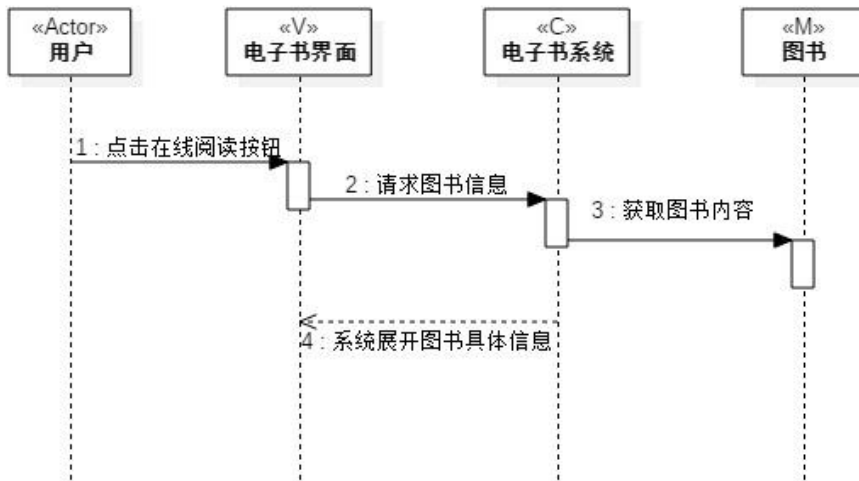 «Actor»
用户
«V»
电子书界面
«C»
电子书系统
«M»
图书
1 : 点击在线阅读按钮
2 : 请求图书信息
3 : 获取图书内容
4 : 系统展开图书具体信息